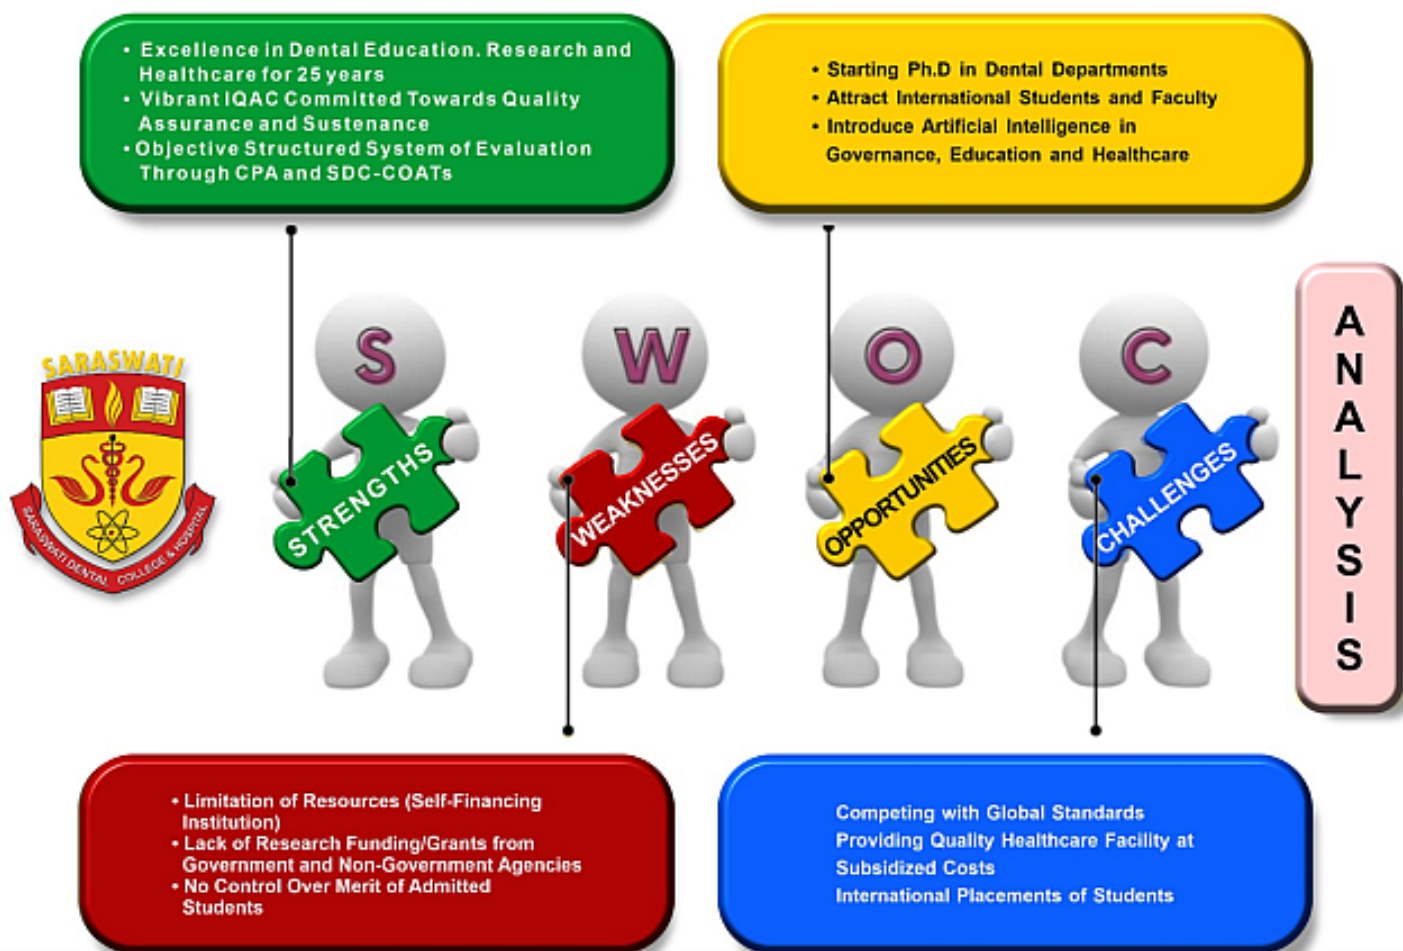 • Excellence in Dental Education. Research and
Healthcare for 25 years
• Vibrant IQAC Committed Towards Quality
Assurance and Sustenance
• Objective Structured System of Evaluation
Through CPA and SDC-COATs
• Starting Ph.D in Dental Departments
• Attract International Students and Faculty
• Introduce Artificial Intelligence in
Governance, Education and Healthcare
SARASWATI
SARASWATI DENTAL COLLEGE & HOSPITAL
S
W
O
C
STRENGTHS
WEAKNESSES
OPPORTUNITIES
CHALLENGES
ANALYSIS
• Limitation of Resources (Self-Financing
Institution)
• Lack of Research Funding/Grants from
Government and Non-Government Agencies
• No Control Over Merit of Admitted
Students
Competing with Global Standards
Providing Quality Healthcare Facility at
Subsidized Costs
International Placements of Students